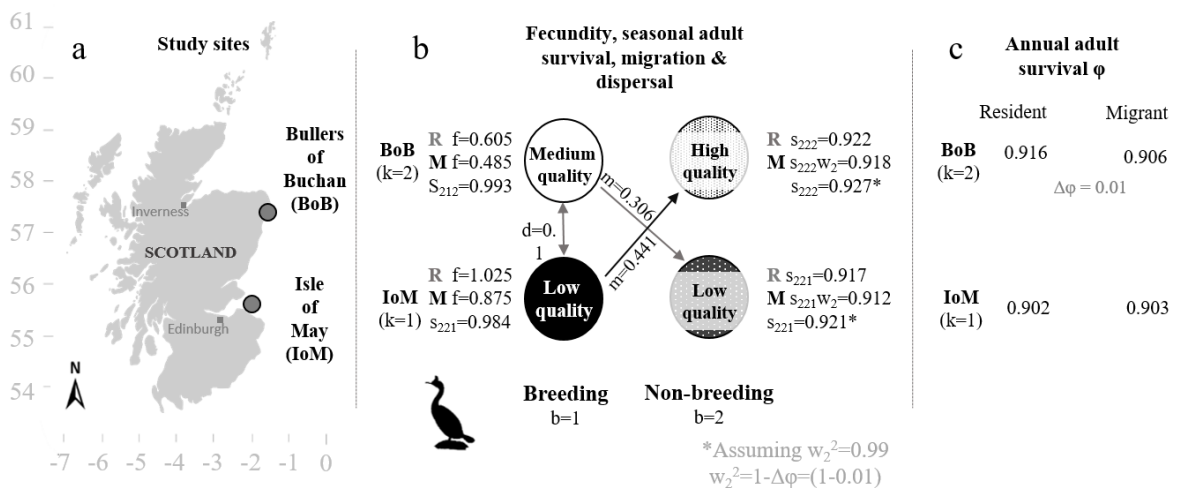 61
60
59
58
57
56
55
54
-7 -6 -5 -4 -3 -2 -1 0
a
Study sites
Bullers
of
Buchan
(BoB)
Inverness
SCOTLAND
Isle
of
May
(IoM)
Edinburgh
N
b
Fecundity, seasonal adult
survival, migration &
dispersal
BoB
(k=2)
R f=0.605
M f=0.485
S₂₁₂=0.993
Medium
quality
High
quality
R s₂₂₂=0.922
M s₂₂₂w₂=0.918
s₂₂₂=0.927*
m=0.306
m=0.441
d=0.
1
IoM
(k=1)
R f=1.025
M f=0.875
s₂₂₁=0.984
Low
quality
Low
quality
R s₂₂₁=0.917
M s₂₂₁w₂=0.912
s₂₂₁=0.921*
Breeding
b=1
Non-breeding
b=2
*Assuming w₂²=0.99
w₂²=1-Δφ=(1-0.01)
c
Annual adult
survival φ
Resident Migrant
BoB
(k=2)
0.916 0.906
Δφ = 0.01
IoM
(k=1)
0.902 0.903